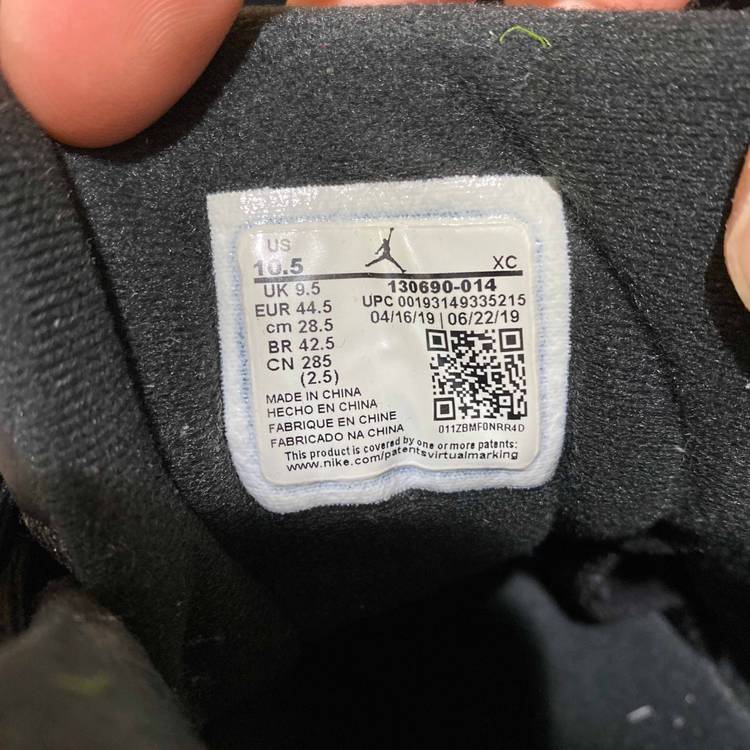 US
10.5 XC
UK 9.5 130690-014
EUR 44.5 UPC 00193149335215
cm 28.5 04/16/19 | 06/22/19
BR 42.5
CN 285
(2.5)
MADE IN CHINA
HECHO EN CHINA
FABRIQUE EN CHINE
FABRICADO NA CHINA 011ZBMF0NRR4D
This product is covered by one or more patents:
www.nike.com/patentsvirtualmarking